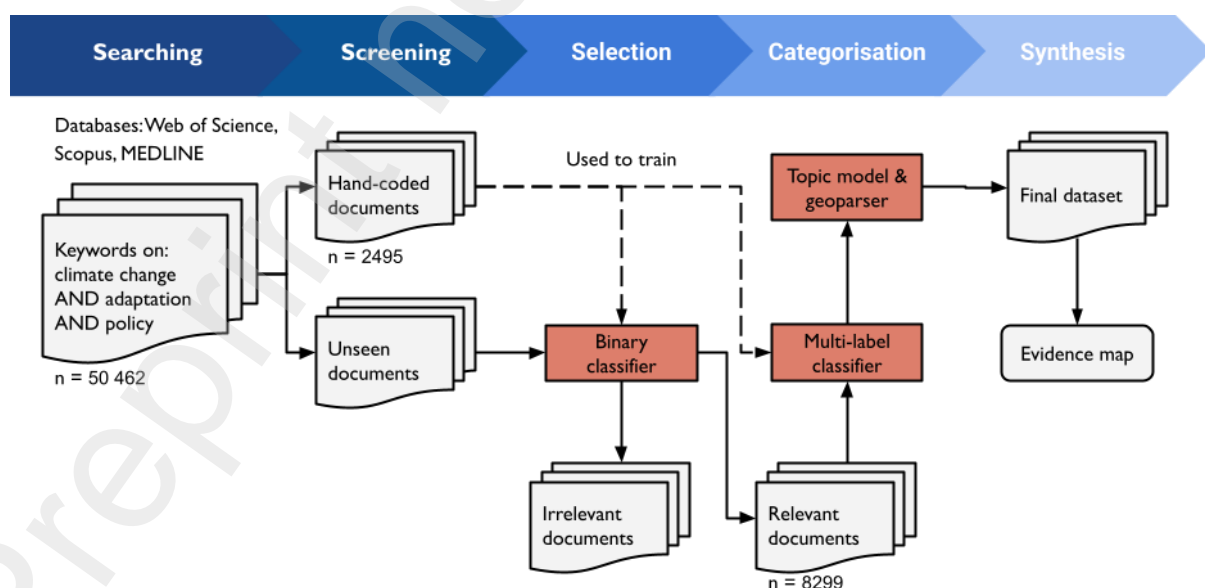 Searching
Screening
Selection
Categorisation
Synthesis
Databases: Web of Science,
Scopus, MEDLINE
Keywords on:
climate change
AND adaptation
AND policy
n = 50 462
Hand-coded
documents
n = 2495
Unseen
documents
Used to train
Binary
classifier
Irrelevant
documents
Topic model &
geoparser
Multi-label
classifier
Relevant
documents
n = 8299
Final dataset
Evidence map
Preprint